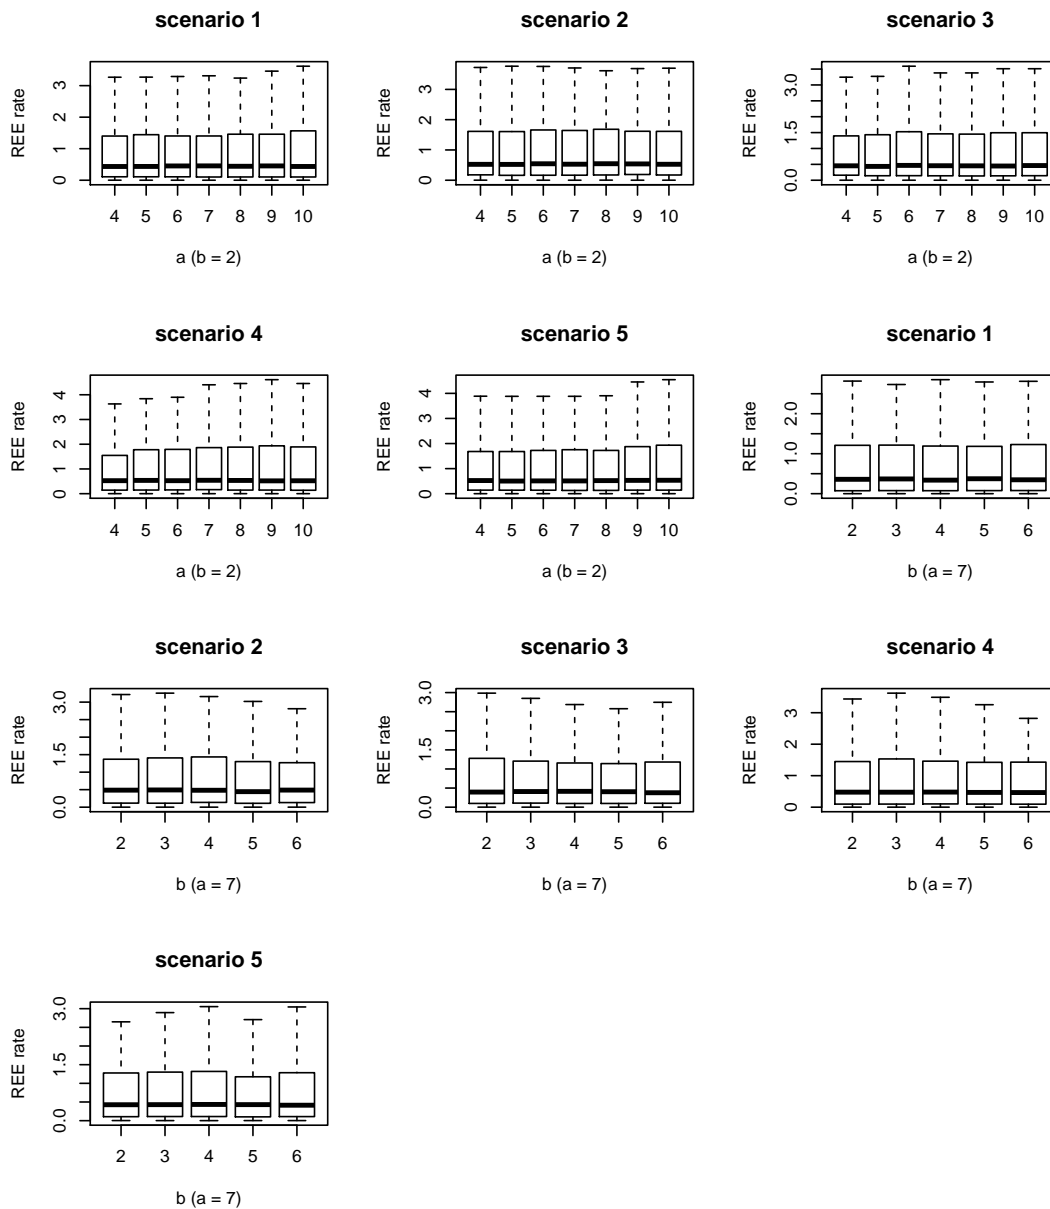 scenario 1
REE rate
0 1 2 3
4 5 6 7 8 9 10
a (b = 2)
scenario 2
REE rate
0 1 2 3
4 5 6 7 8 9 10
a (b = 2)
scenario 3
REE rate
0.0 1.5 3.0
4 5 6 7 8 9 10
a (b = 2)
scenario 4
REE rate
0 1 2 3 4
4 5 6 7 8 9 10
a (b = 2)
scenario 5
REE rate
0 1 2 3 4
4 5 6 7 8 9 10
a (b = 2)
scenario 1
REE rate
0.0 1.0 2.0
2 3 4 5 6
b (a = 7)
scenario 2
REE rate
0.0 1.5 3.0
2 3 4 5 6
b (a = 7)
scenario 3
REE rate
0.0 1.5 3.0
2 3 4 5 6
b (a = 7)
scenario 4
REE rate
0 1 2 3
2 3 4 5 6
b (a = 7)
scenario 5
REE rate
0.0 1.5 3.0
2 3 4 5 6
b (a = 7)